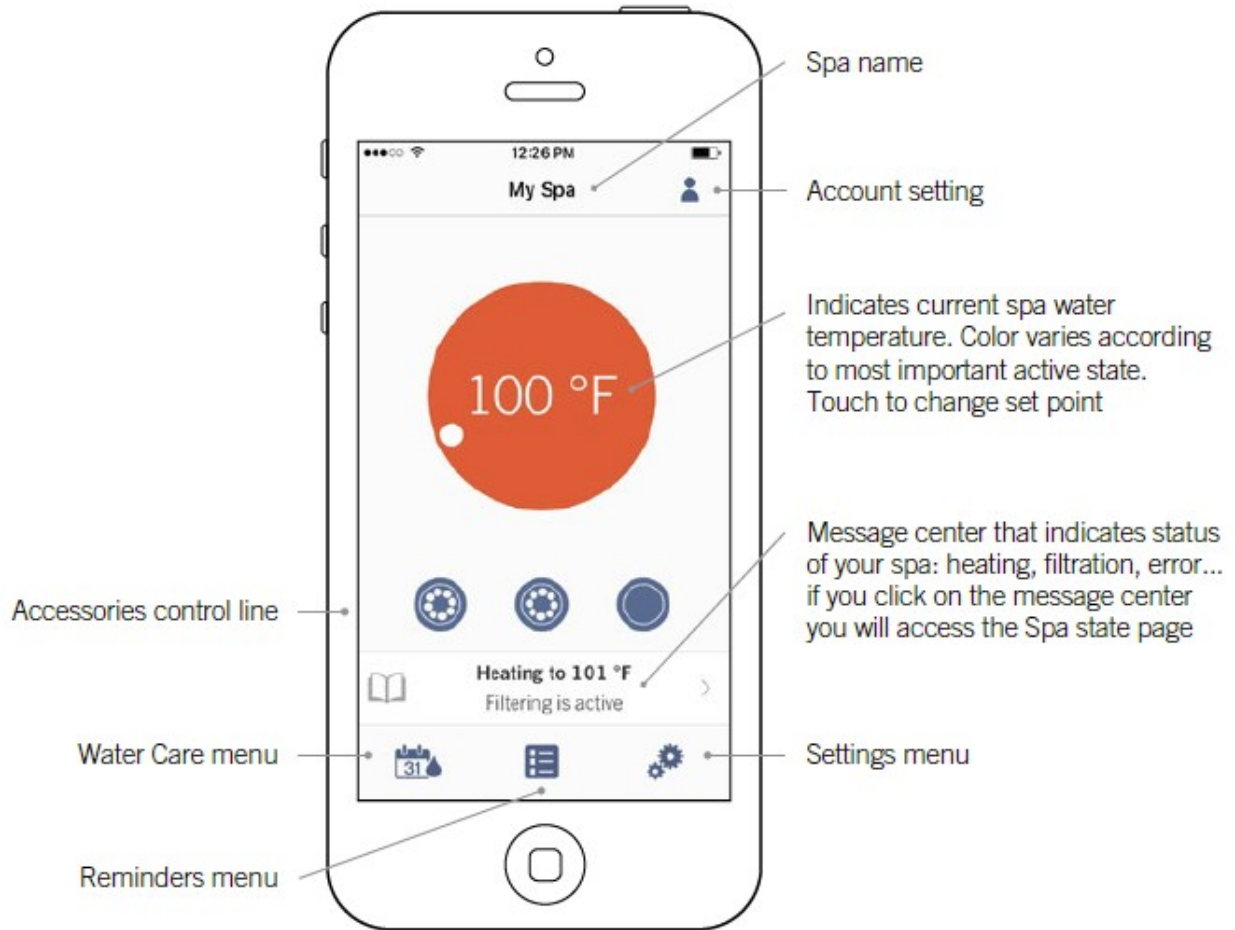 Spa name
12:26 PM
My Spa
Account setting
Indicates current spa water
temperature. Color varies according
to most important active state.
Touch to change set point
100 °F
Message center that indicates status
of your spa: heating, filtration, error...
if you click on the message center
you will access the Spa state page
Accessories control line
Heating to 101 °F
Filtering is active
Water Care menu
31
Settings menu
Reminders menu